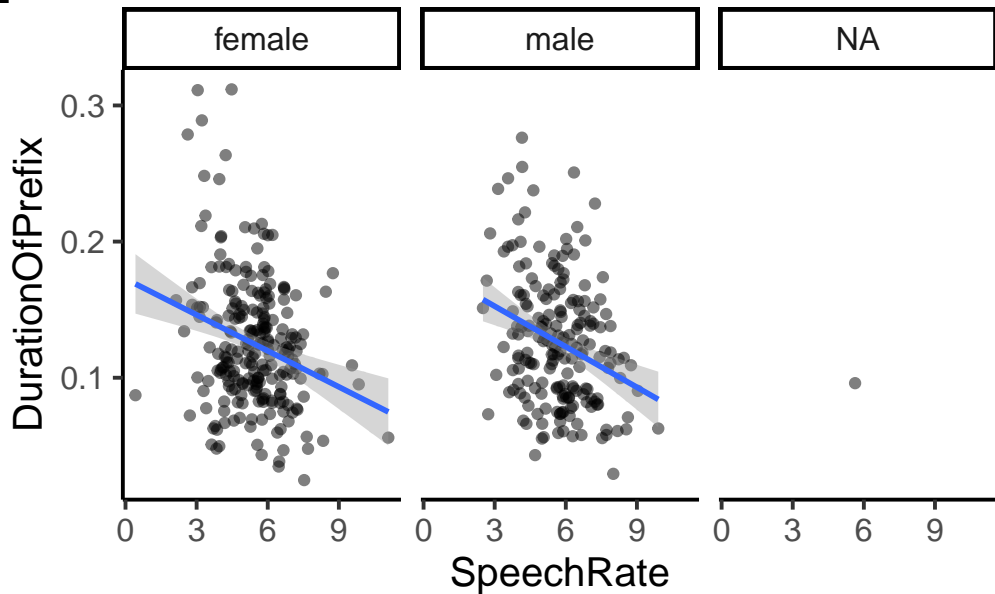 female male NA
DurationOfPrefix
0.3
0.2
0.1
0 3 6 9 0 3 6 9 0 3 6 9
SpeechRate